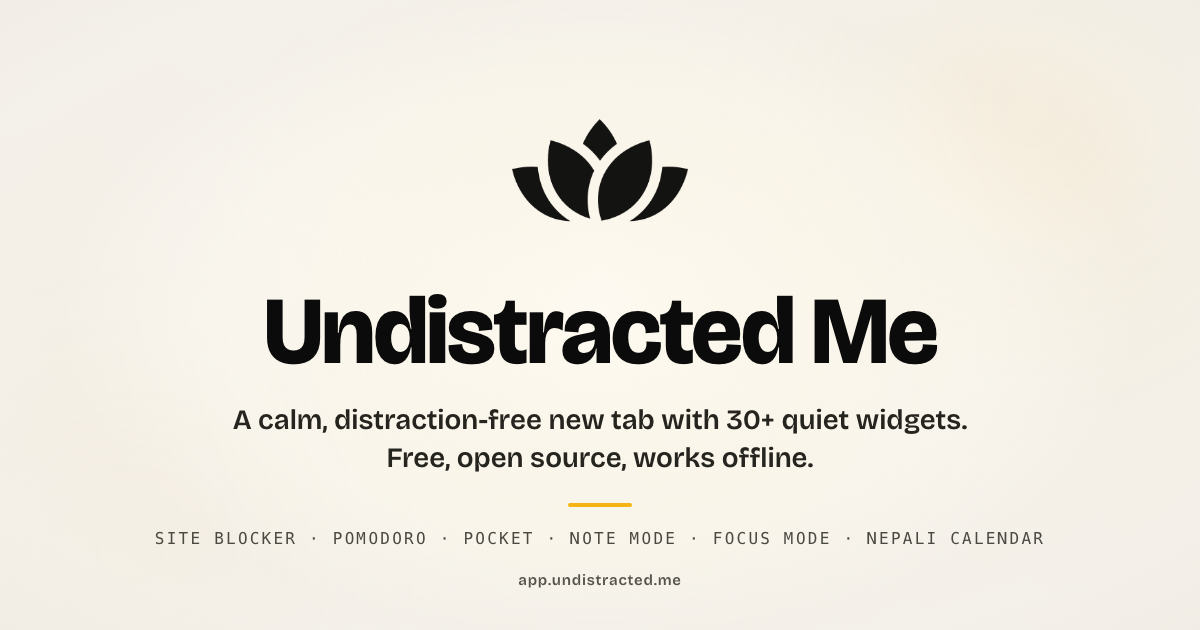 Undistracted Me
A calm, distraction-free new tab with 30+ quiet widgets.
Free, open source, works offline.
SITE BLOCKER · POMODORO · POCKET · NOTE MODE · FOCUS MODE · NEPALI CALENDAR
app.undistracted.me